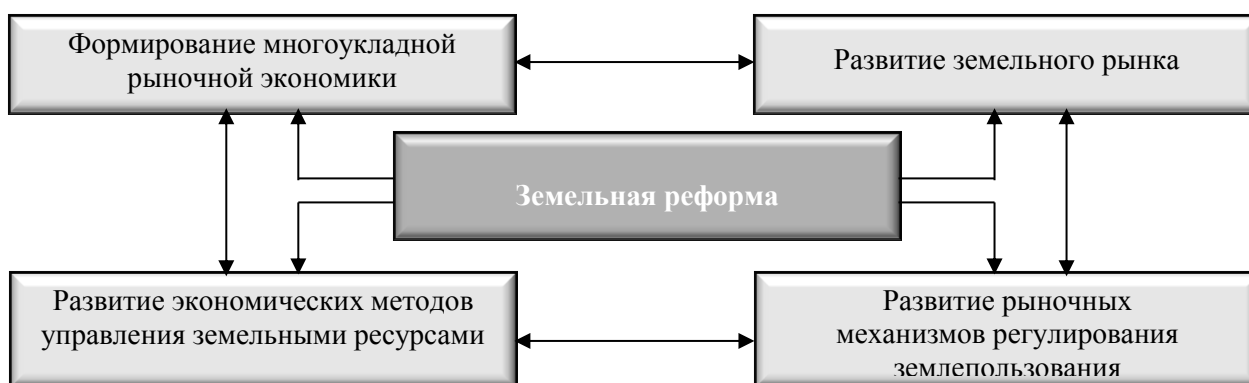 Формирование многоукладной
рыночной экономики
Развитие земельного рынка
Земельная реформа
Развитие экономических методов
управления земельными ресурсами
Развитие рыночных
механизмов регулирования
землепользования